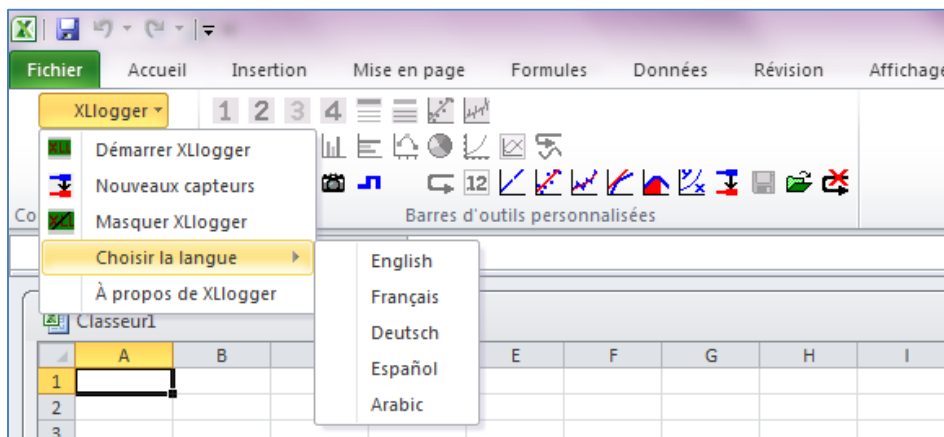 Fichier Accueil Insertion Mise en page Formules Données Révision Affichage
XLlogger 1 2 3 4
Démarrer XLlogger
Nouveaux capteurs
12
Co Barres d'outils personnalisées
Masquer XLlogger
Choisir la langue
À propos de XLlogger
English
Français
Deutsch
Español
Arabic
Classeur1
A B E F G H I
1
2
3